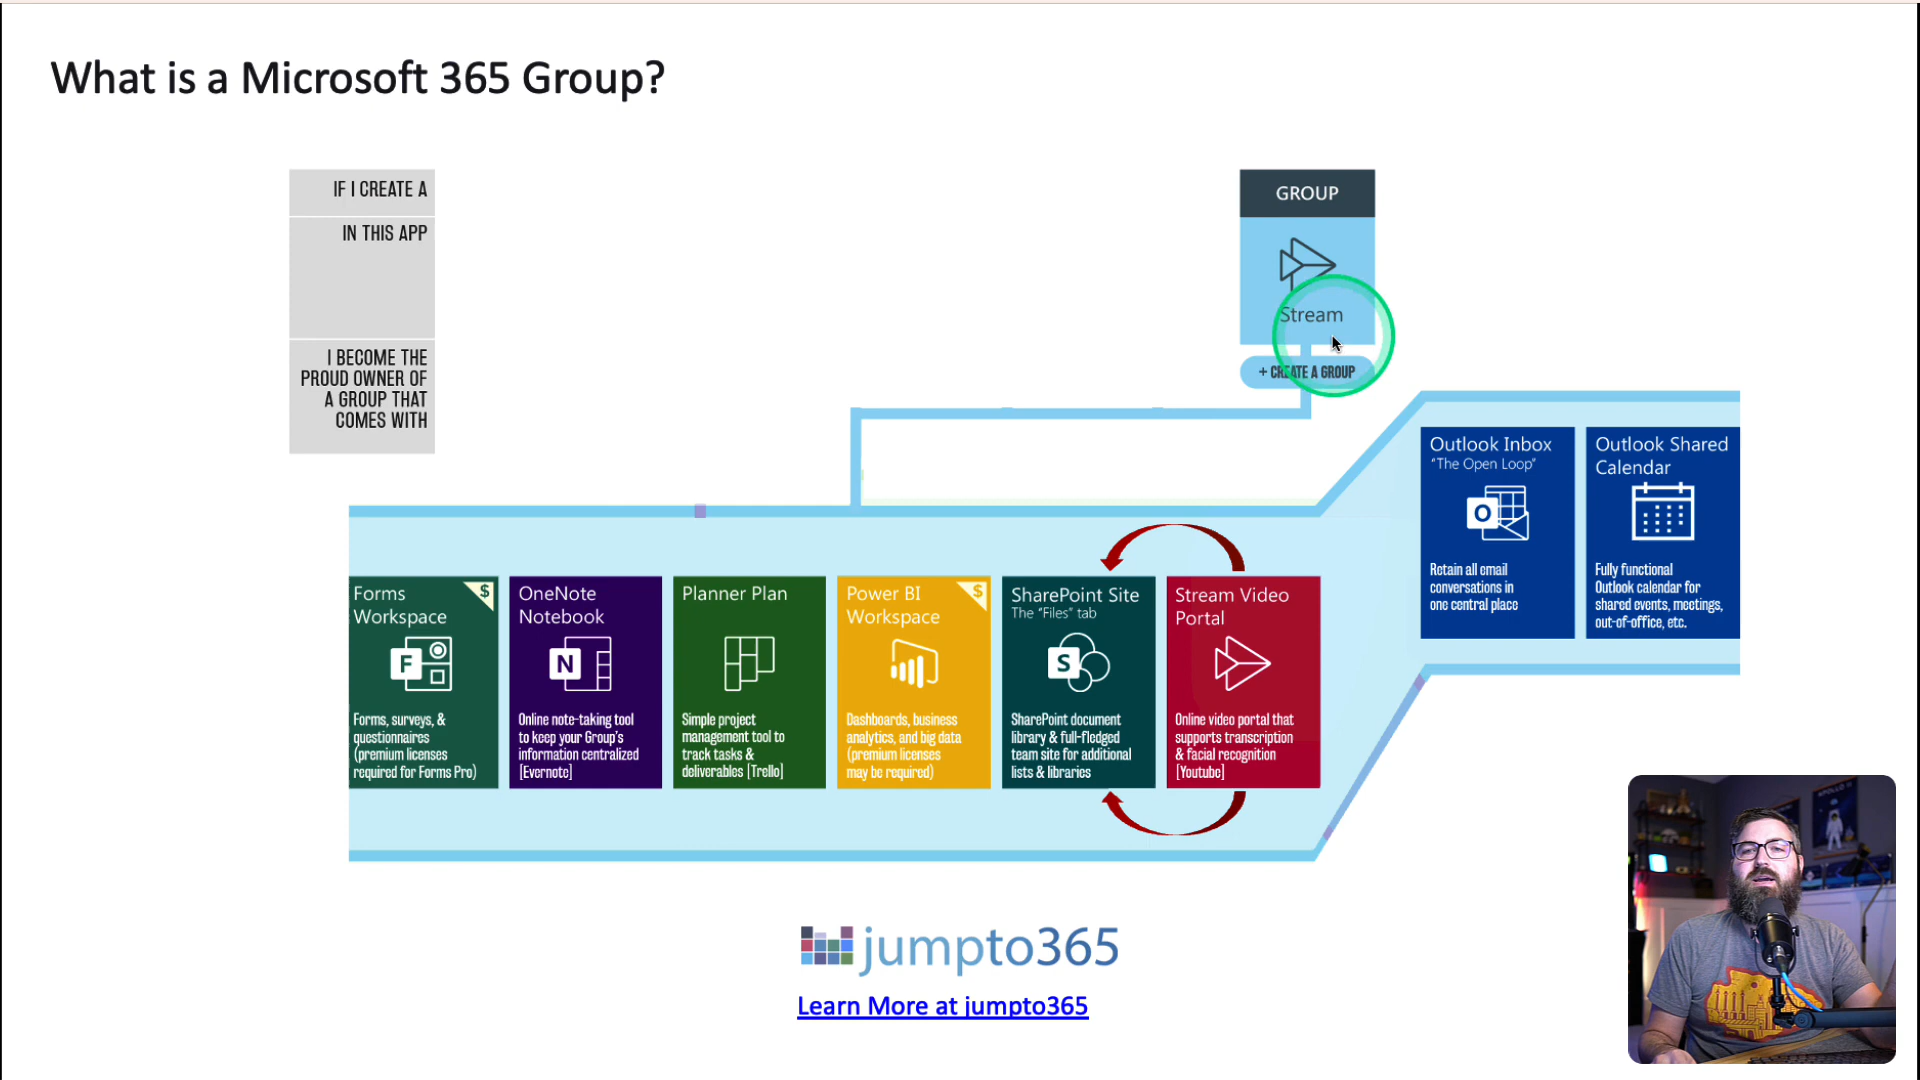 What is a Microsoft 365 Group?
IF I CREATE A
IN THIS APP
I BECOME THE
PROUD OWNER OF
A GROUP THAT
COMES WITH
GROUP
Stream
+ CREATE A GROUP
Outlook Inbox
"The Open Loop"
Retain all email
conversations in
one central place
Outlook Shared
Calendar
Fully functional
Outlook calendar for
shared events, meetings,
out-of-office, etc.
Forms
Workspace
$
F
Forms, surveys, &
questionnaires
(premium licenses
required for Forms Pro)
OneNote
Notebook
N
Online note-taking tool
to keep your Group's
information centralized
[Evernote]
Planner Plan
Simple project
management tool to
track tasks &
deliverables [Trello]
Power BI
Workspace
$
Dashboards, business
analytics, and big data
(premium licenses
may be required)
SharePoint Site
The "Files" tab
S
SharePoint document
library & full-fledged
team site for additional
lists & libraries
Stream Video
Portal
Online video portal that
supports transcription
& facial recognition
[Youtube]
O
jumpto365
Learn More at jumpto365
APOLLO 11